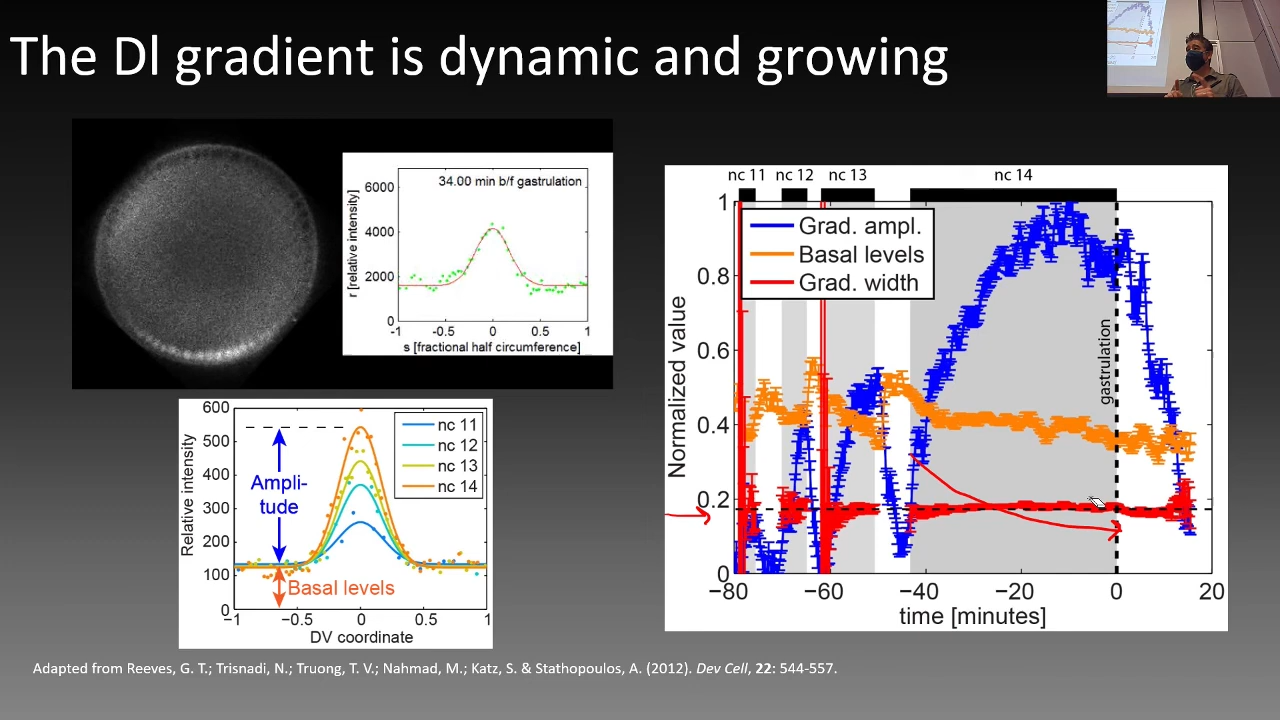 The Dl gradient is dynamic and growing
34.00 min b/f gastrulation
r [relative intensity]
6000
4000
2000
0
-1
-0.5
0
0.5
1
s [fractional half circumference]
nc 11
nc 12
nc 13
nc 14
Grad. ampl.
Basal levels
Grad. width
gastrulation
Normalized value
1
0.8
0.6
0.4
0.2
0
−80
−60
−40
−20
0
20
time [minutes]
Relative intensity
600
500
400
300
200
100
0
Ampli-
tude
Basal levels
nc 11
nc 12
nc 13
nc 14
−1
−0.5
0
0.5
1
DV coordinate
Adapted from Reeves, G. T.; Trisnadi, N.; Truong, T. V.; Nahmad, M.; Katz, S. & Stathopoulos, A. (2012). Dev Cell, 22: 544-557.